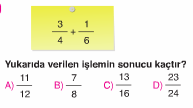 3/4 + 1/6
Yukarıda verilen işlemin sonucu kaçtır?
A) 11/12 B) 7/8 C) 13/16 D) 23/24